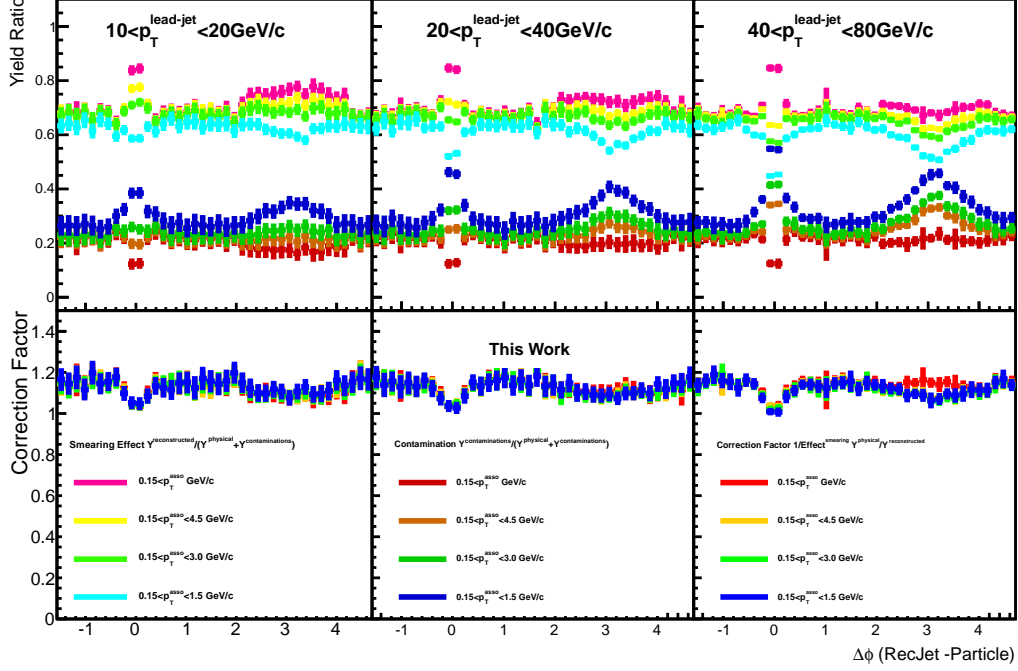 Yield Ratio
1
0.8
0.6
0.4
0.2
0
10<p_T^lead-jet <20GeV/c
20<p_T^lead-jet <40GeV/c
40<p_T^lead-jet <80GeV/c
Correction Factor
1.4
1.2
1
0.8
0.6
0.4
0.2
0
This Work
Smearing Effect Y^reconstructed/(Y^physical+Y^contaminations)
0.15<p_T^asso GeV/c
0.15<p_T^asso<4.5 GeV/c
0.15<p_T^asso<3.0 GeV/c
0.15<p_T^asso<1.5 GeV/c
Contamination Y^contaminations/(Y^physical+Y^contaminations)
0.15<p_T^asso GeV/c
0.15<p_T^asso<4.5 GeV/c
0.15<p_T^asso<3.0 GeV/c
0.15<p_T^asso<1.5 GeV/c
Correction Factor 1/Effect^smearing Y^physical/Y^reconstructed
0.15<p_T^asso GeV/c
0.15<p_T^asso<4.5 GeV/c
0.15<p_T^asso<3.0 GeV/c
0.15<p_T^asso<1.5 GeV/c
-1 0 1 2 3 4
-1 0 1 2 3 4
-1 0 1 2 3 4
Δϕ (RecJet -Particle)